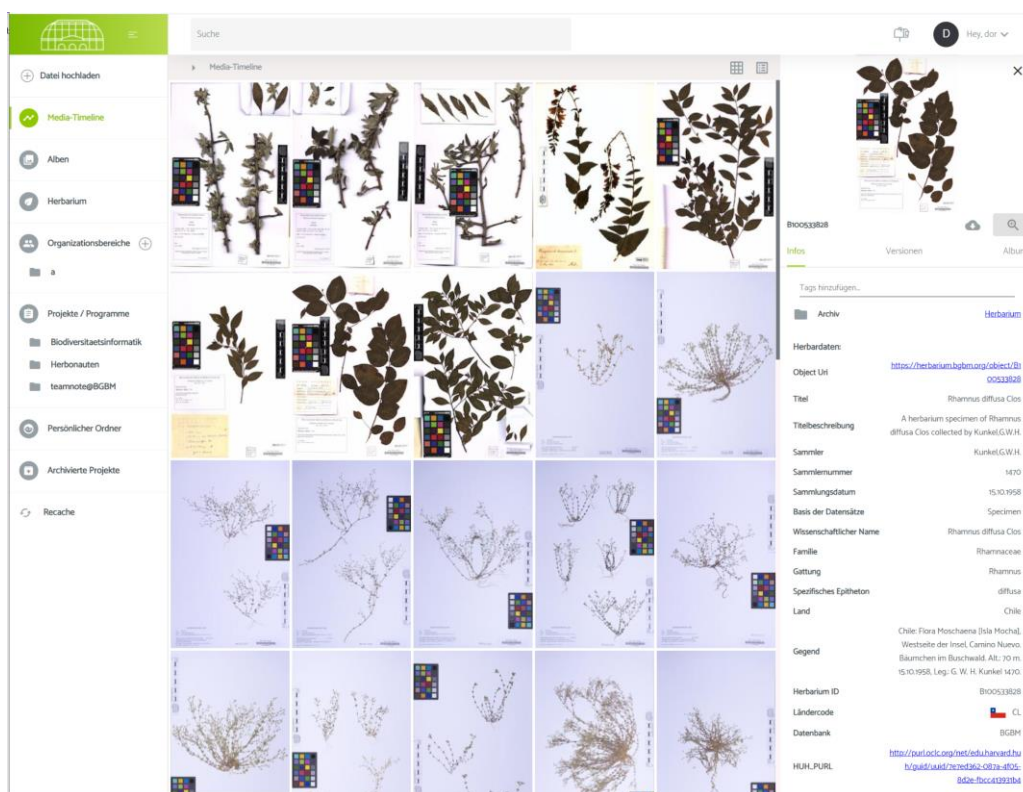 Suche
D
Hey, dor
Datei hochladen
Media-Timeline
Alben
Herbarium
Organizationsbereiche
a
Projekte / Programme
Biodiversitaetsinformatik
Herbonauten
teamnote@BGBM
Persönlicher Ordner
Archivierte Projekte
Recache
Media-Timeline
B100533828
Infos
Versionen
Albu
Tags hinzufügen...
Archiv
Herbarium
Herbardaten:
Object Uri
https://herbarium.bgbm.org/object/B1
00533828
Titel
Rhamnus diffusa Clos
Titelbeschreibung
A herbarium specimen of Rhamnus
diffusa Clos collected by Kunkel,G.W.H.
Sammler
Kunkel,G.W.H.
Sammlernummer
1470
Sammlungsdatum
15.10.1958
Basis der Datensätze
Specimen
Wissenschaftlicher Name
Rhamnus diffusa Clos
Familie
Rhamnaceae
Gattung
Rhamnus
Spezifisches Epitheton
diffusa
Land
Chile
Gegend
Chile: Flora Moschaena [Isla Mocha],
Westseite der Insel, Camino Nuevo.
Bäumchen im Buschwald. Alt.: 70 m.
15.10.1958, Leg.: G. W. H. Kunkel 1470.
Herbarium ID
B100533828
Ländercode
CL
Datenbank
BGBM
HUH_PURL
http://purl.oclc.org/net/edu.harvard.hu
h/guid/uuid/7e7ed362-087a-4f05-
8d2e-fbcc413931b4